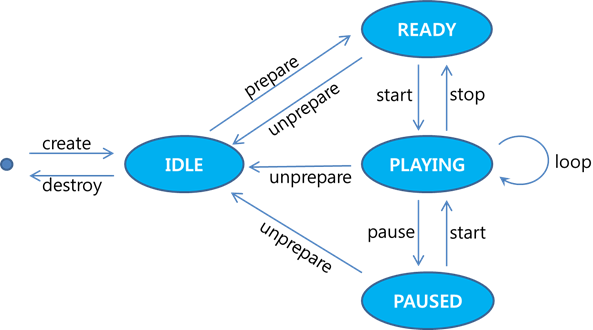 READY
prepare
unprepare
start
stop
create
IDLE
destroy
unprepare
PLAYING
loop
unprepare
pause
start
PAUSED